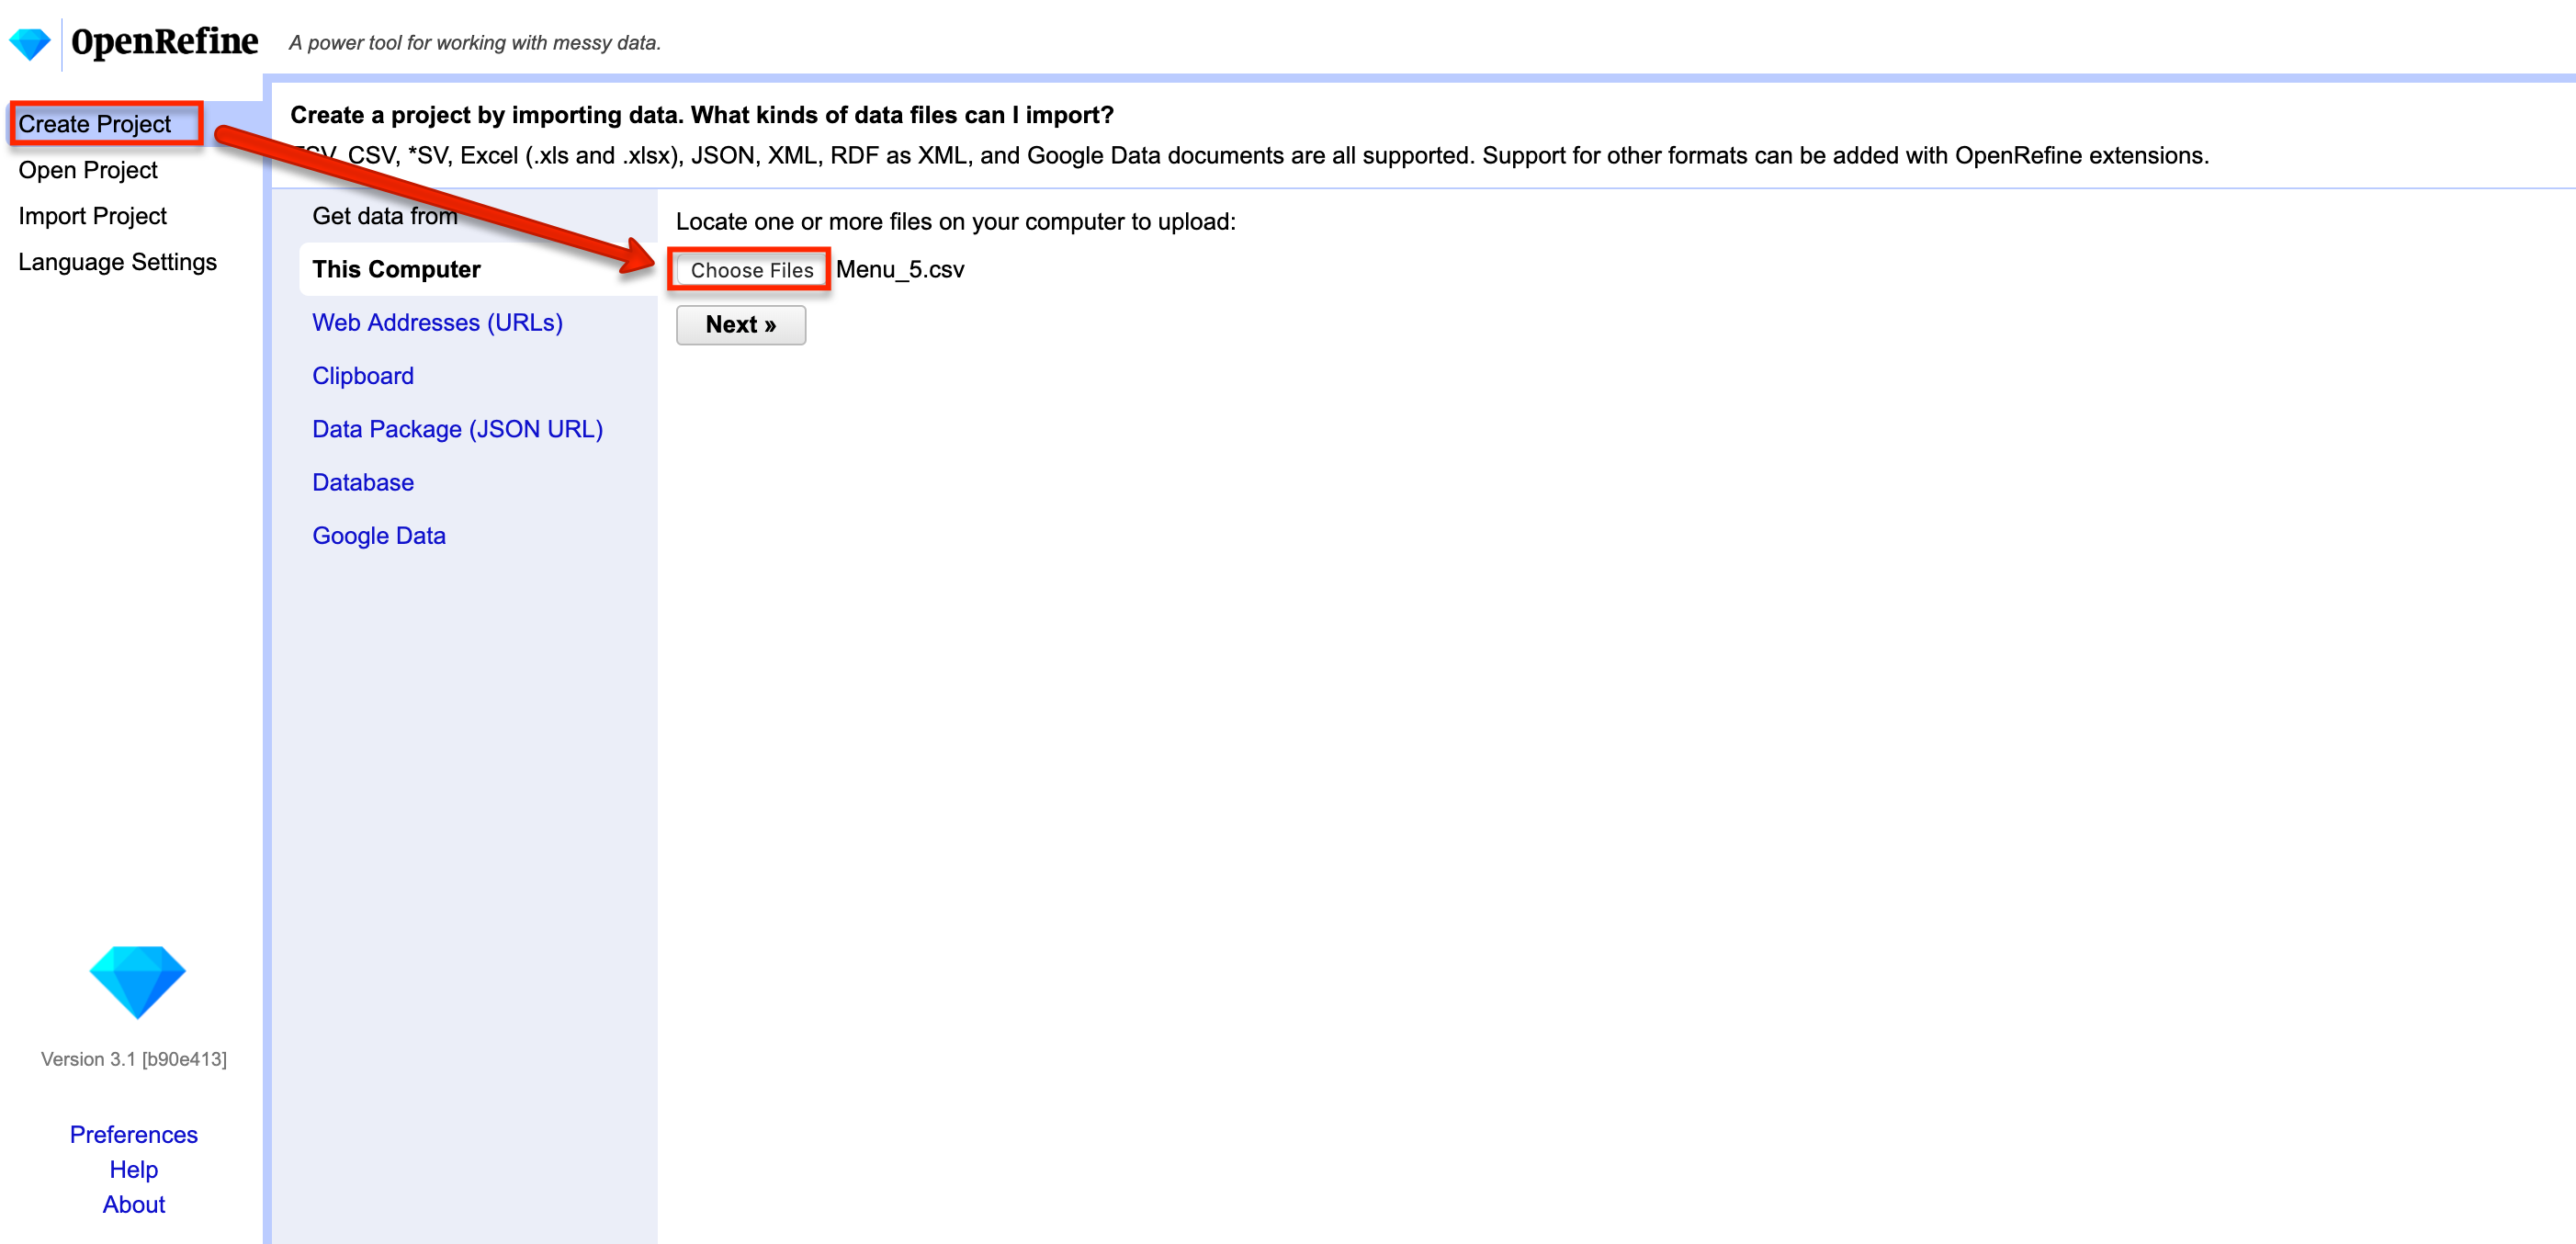 OpenRefine
A power tool for working with messy data.
Create Project
Open Project
Import Project
Language Settings
Create a project by importing data. What kinds of data files can I import?
TSV, CSV, *SV, Excel (.xls and .xlsx), JSON, XML, RDF as XML, and Google Data documents are all supported. Support for other formats can be added with OpenRefine extensions.
Get data from
This Computer
Web Addresses (URLs)
Clipboard
Data Package (JSON URL)
Database
Google Data
Locate one or more files on your computer to upload:
Choose Files Menu_5.csv
Next »
Version 3.1 [b90e413]
Preferences
Help
About